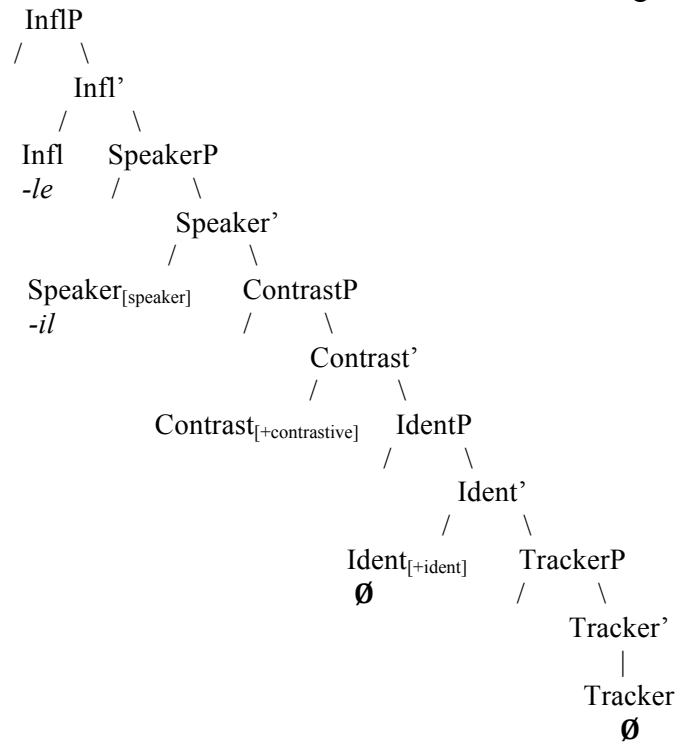 InflP
Infl’
Infl SpeakerP
-le
Speaker’
Speaker[speaker] ContrastP
-il
Contrast’
Contrast[+contrastive] IdentP
Ident’
Ident[+ident] TrackerP
Ø
Tracker’
Tracker
Ø